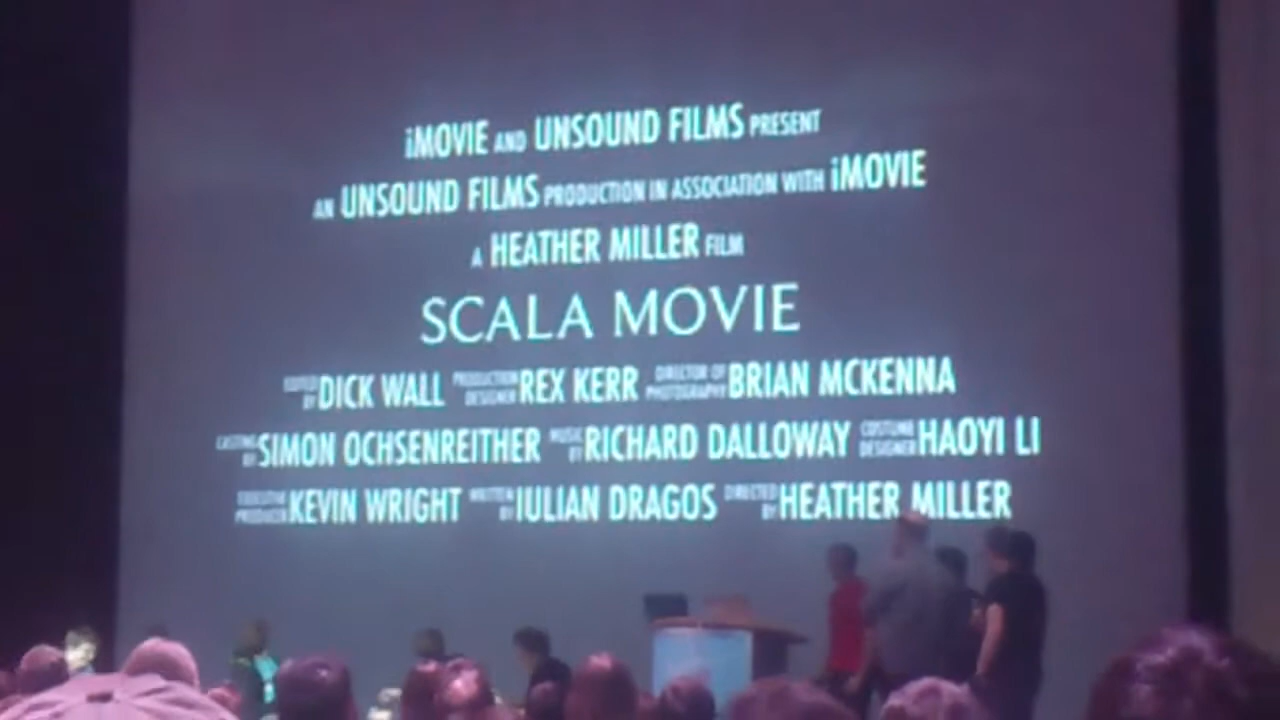 iMOVIE AND UNSOUND FILMS PRESENT
AN UNSOUND FILMS PRODUCTION IN ASSOCIATION WITH iMOVIE
A HEATHER MILLER FILM
SCALA MOVIE
EDITED BY DICK WALL PRODUCTION DESIGNER REX KERR DIRECTOR OF PHOTOGRAPHY BRIAN MCKENNA
CASTING BY SIMON OCHSENREITHER MUSIC BY RICHARD DALLOWAY COSTUME DESIGNER HAOYI LI
EXECUTIVE PRODUCER KEVIN WRIGHT WRITTEN BY IULIAN DRAGOS DIRECTED BY HEATHER MILLER